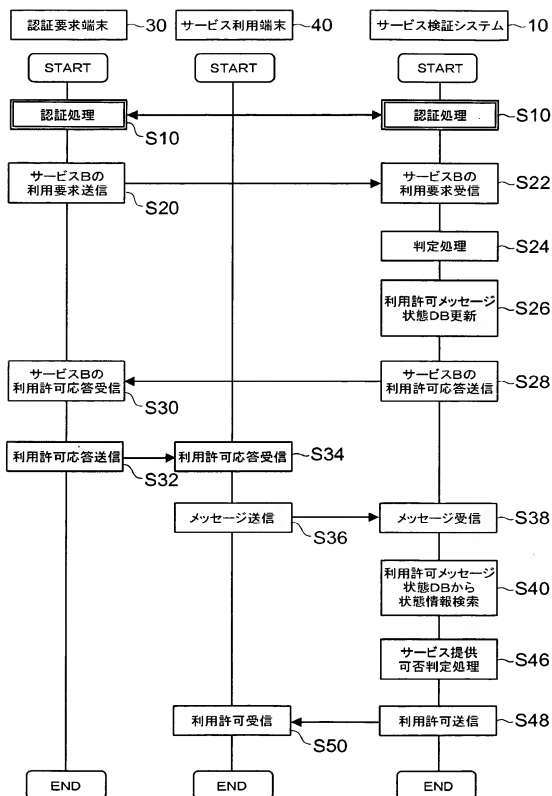 認証要求端末 30 サービス利用端末 40 サービス検証システム 10
START START START
認証処理 認証処理 S10
S10
サービスBの サービスBの
利用要求送信 利用要求受信 S22
S20
判定処理 S24
利用許可メッセージ
状態DB更新 S26
サービスBの サービスBの
利用許可応答受信 利用許可応答送信 S28
S30
利用許可応答送信 利用許可応答受信 S34
S32
メッセージ送信 メッセージ受信 S38
S36
利用許可メッセージ
状態DBから S40
状態情報検索
サービス提供
可否判定処理 S46
利用許可受信 利用許可送信 S48
S50
END END END